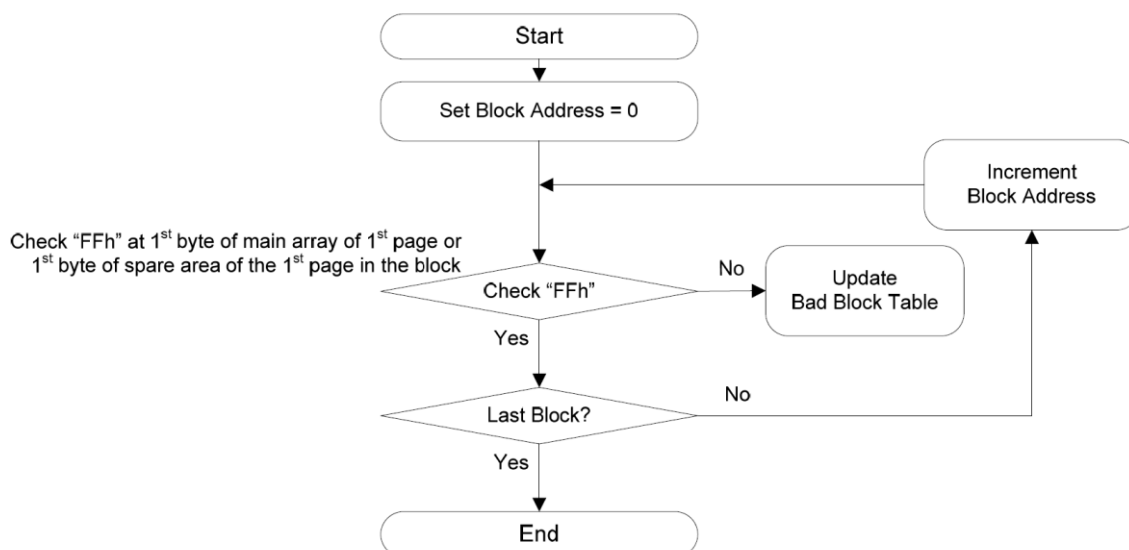 Start
Set Block Address = 0
Increment
Block Address
Check “FFh” at 1st byte of main array of 1st page or
1st byte of spare area of the 1st page in the block
Check “FFh”
No
Update
Bad Block Table
Yes
Last Block?
No
Yes
End